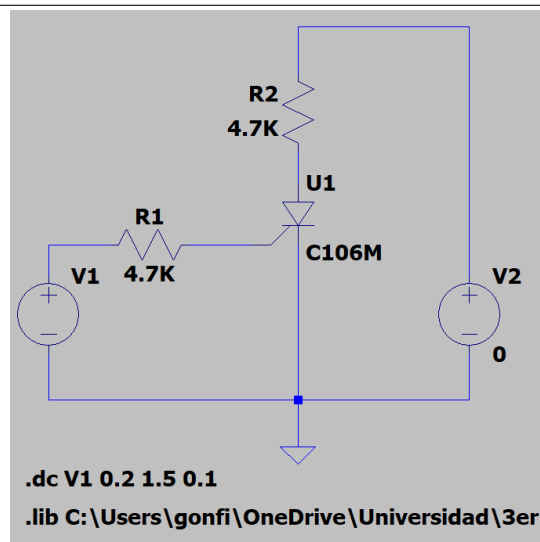 R2
4.7K
U1
R1
C106M
V1
4.7K
V2
0
.dc V1 0.2 1.5 0.1
.lib C:\Users\gonfi\OneDrive\Universidad\3er